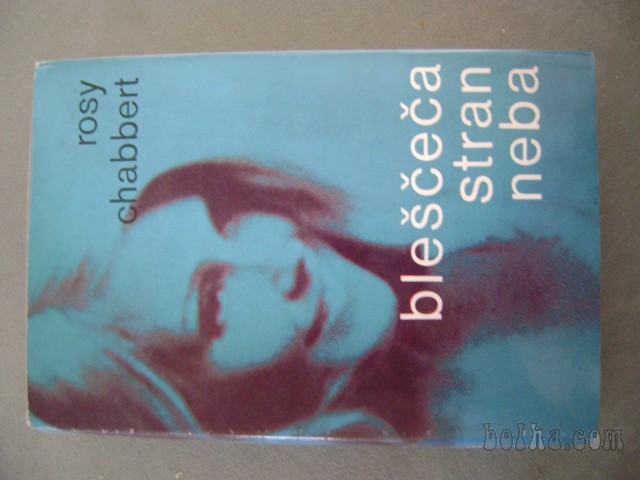 rosy
chabbert
bleščeča
stran
neba
bolha.com